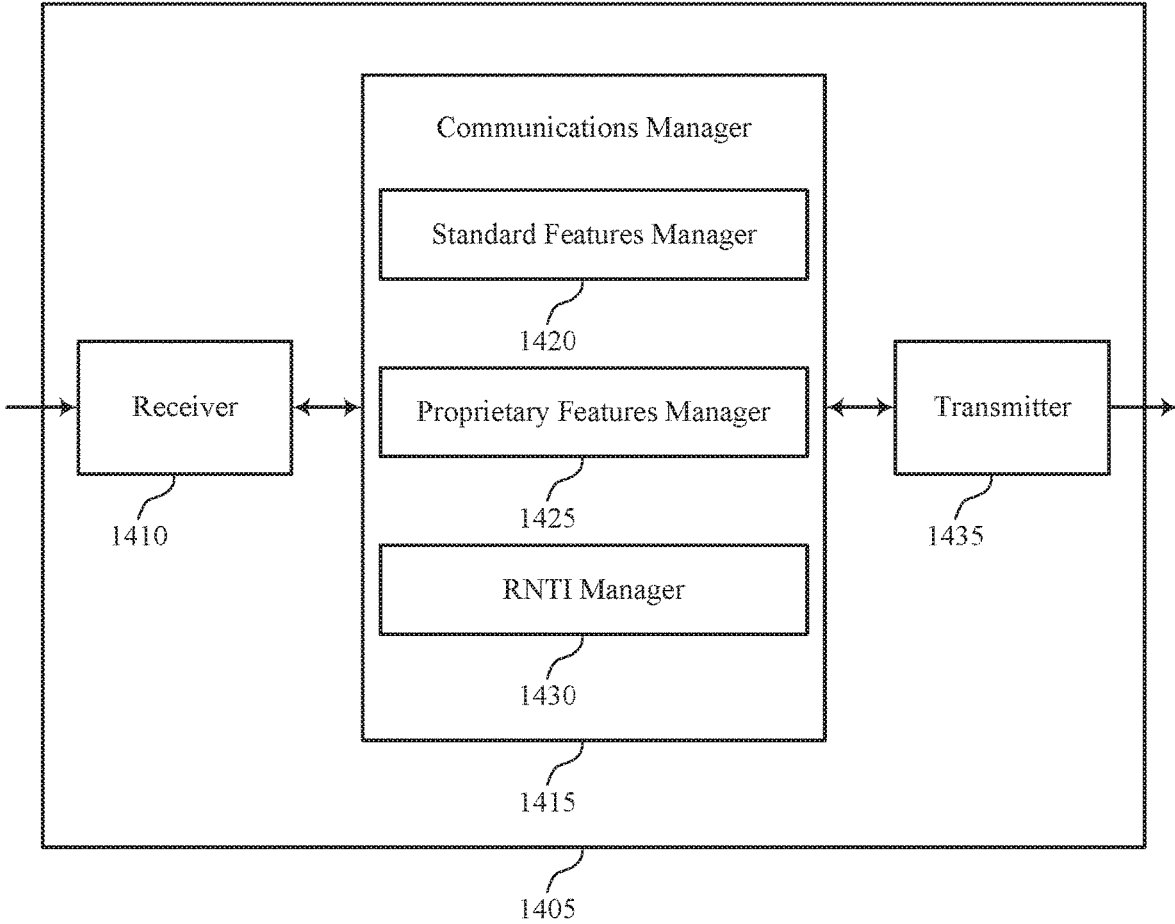 Communications Manager
Standard Features Manager
1420
Receiver
1410
Proprietary Features Manager
1425
Transmitter
1435
RNTI Manager
1430
1415
1405